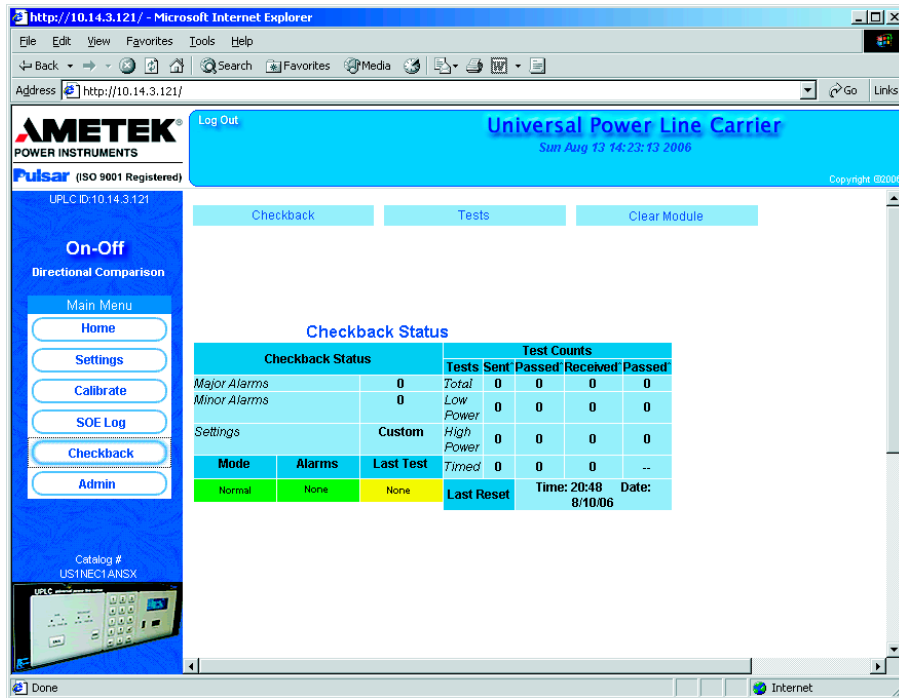 http://10.14.3.121/ - Microsoft Internet Explorer
File Edit View Favorites Tools Help
Back Search Favorites Media
Address http://10.14.3.121/ Go Links
AMETEK®
POWER INSTRUMENTS
Pulsar (ISO 9001 Registered)
Log Out
Universal Power Line Carrier
Sun Aug 13 14:23:13 2006
UPLC ID:10.14.3.121
On-Off
Directional Comparison
Main Menu
Home
Settings
Calibrate
SOE Log
Checkback
Admin
Catalog #
US1NEC1ANSX
Checkback Tests Clear Module
Checkback Status
Checkback Status
Major Alarms 0
Minor Alarms 0
Settings Custom
Mode Alarms Last Test
Normal None None
Test Counts
Tests Sent* Passed* Received* Passed*
Total 0 0 0 0
Low Power 0 0 0 0
High Power 0 0 0 0
Timed 0 0 0 --
Last Reset Time: 20:48 Date:
8/10/06
Done Internet